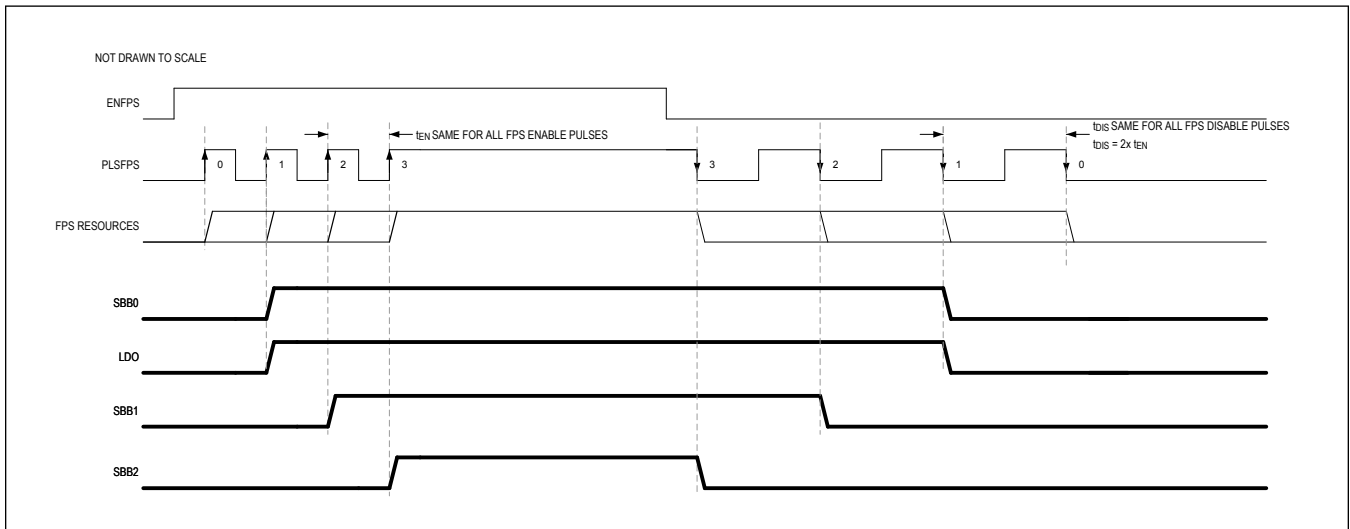 NOT DRAWN TO SCALE
ENFPS
tEN SAME FOR ALL FPS ENABLE PULSES
tDIS SAME FOR ALL FPS DISABLE PULSES
tDIS = 2x tEN
PLSFPS
0 1 2 3 3 2 1 0
FPS RESOURCES
SBB0
LDO
SBB1
SBB2